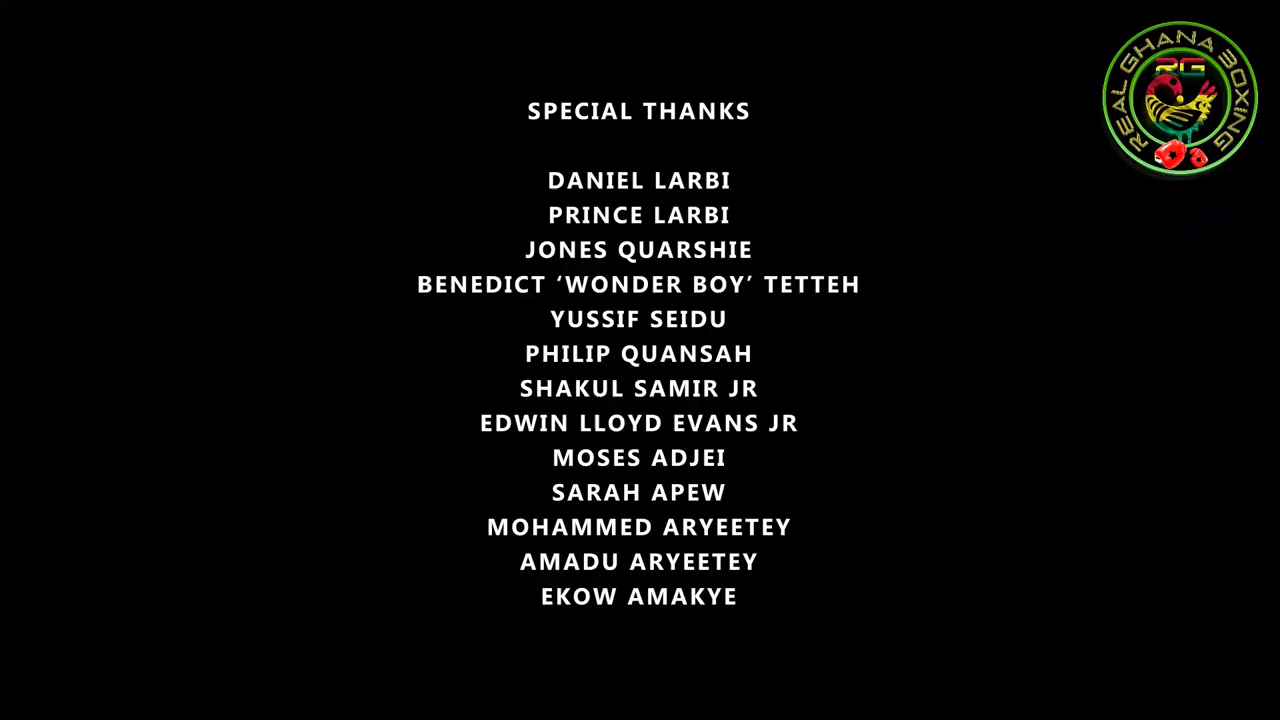 SPECIAL THANKS
DANIEL LARBI
PRINCE LARBI
JONES QUARSHIE
BENEDICT ‘WONDER BOY’ TETTEH
YUSSIF SEIDU
PHILIP QUANSAH
SHAKUL SAMIR JR
EDWIN LLOYD EVANS JR
MOSES ADJEI
SARAH APEW
MOHAMMED ARYEETEY
AMADU ARYEETEY
EKOW AMAKYE
REAL GHANA BOXING
RG